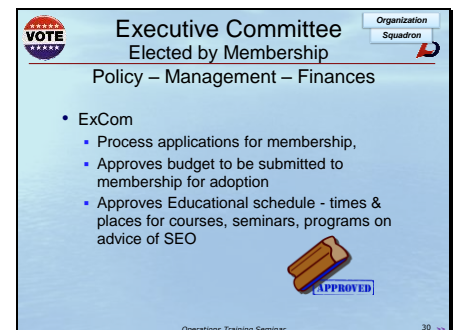 VOTE
Executive Committee
Organization
Squadron
Elected by Membership
Policy – Management – Finances
• ExCom
▪ Process applications for membership,
▪ Approves budget to be submitted to
membership for adoption
▪ Approves Educational schedule - times &
places for courses, seminars, programs on
advice of SEO
APPROVED
Operations Training Seminar
30 >>